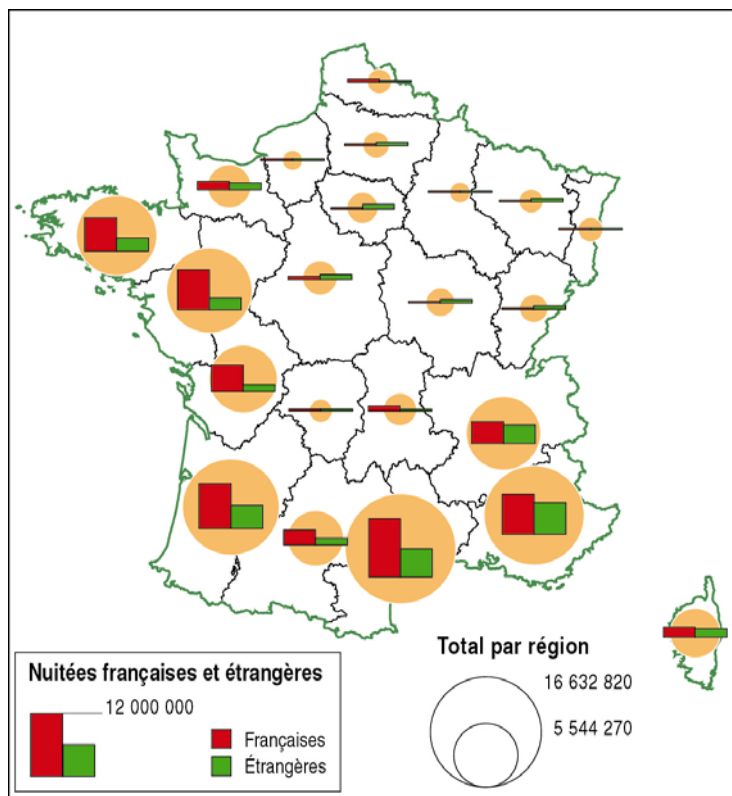 Nuitées françaises et étrangères
12 000 000
Françaises
Étrangères
Total par région
16 632 820
5 544 270